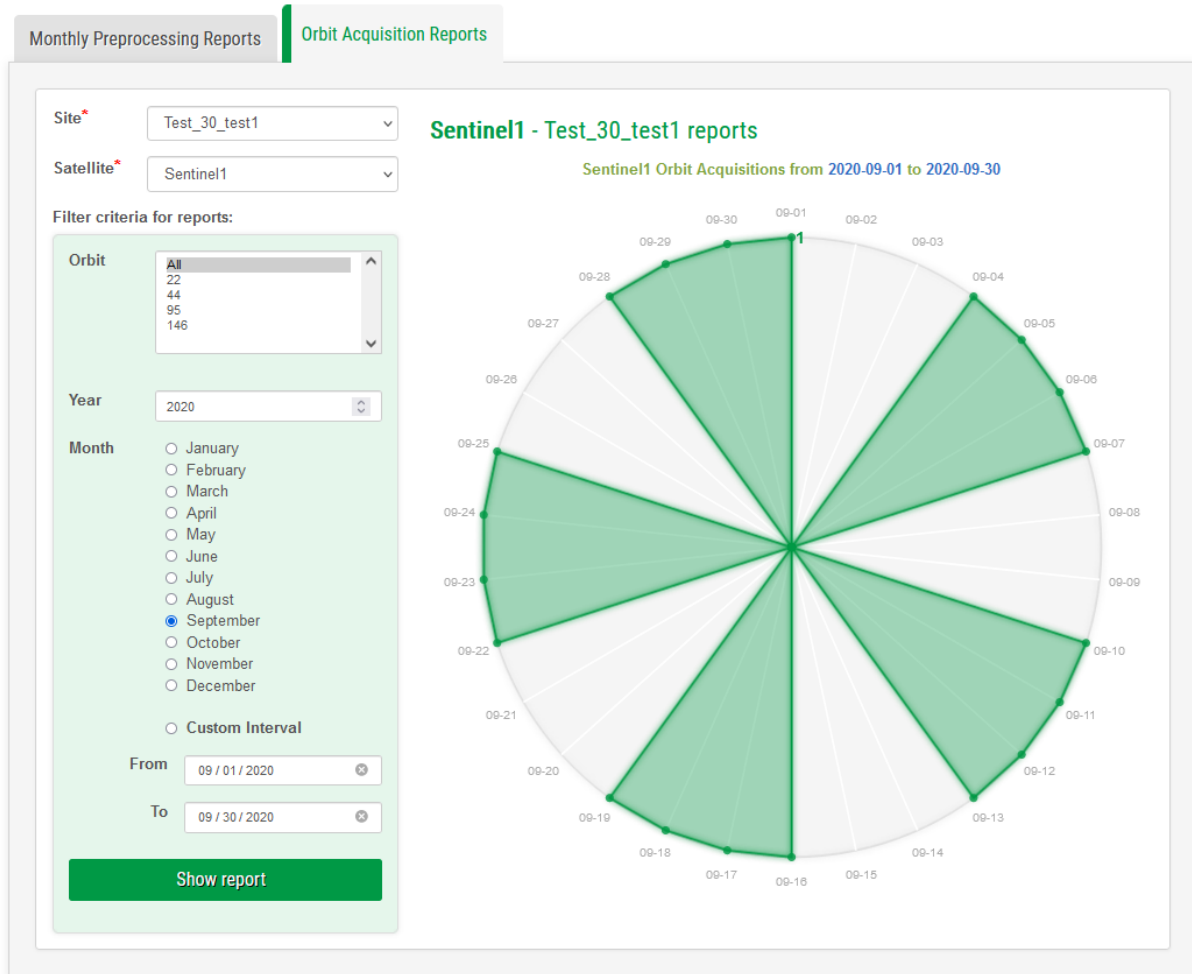 Monthly Preprocessing Reports
Orbit Acquisition Reports
Site*
Test_30_test1
Satellite*
Sentinel1
Filter criteria for reports:
Orbit
All
22
44
95
146
Year
2020
Month
January
February
March
April
May
June
July
August
September
October
November
December
Custom Interval
From
09 / 01 / 2020
To
09 / 30 / 2020
Show report
Sentinel1 - Test_30_test1 reports
Sentinel1 Orbit Acquisitions from 2020-09-01 to 2020-09-30
1
09-01
09-02
09-03
09-04
09-05
09-06
09-07
09-08
09-09
09-10
09-11
09-12
09-13
09-14
09-15
09-16
09-17
09-18
09-19
09-20
09-21
09-22
09-23
09-24
09-25
09-26
09-27
09-28
09-29
09-30